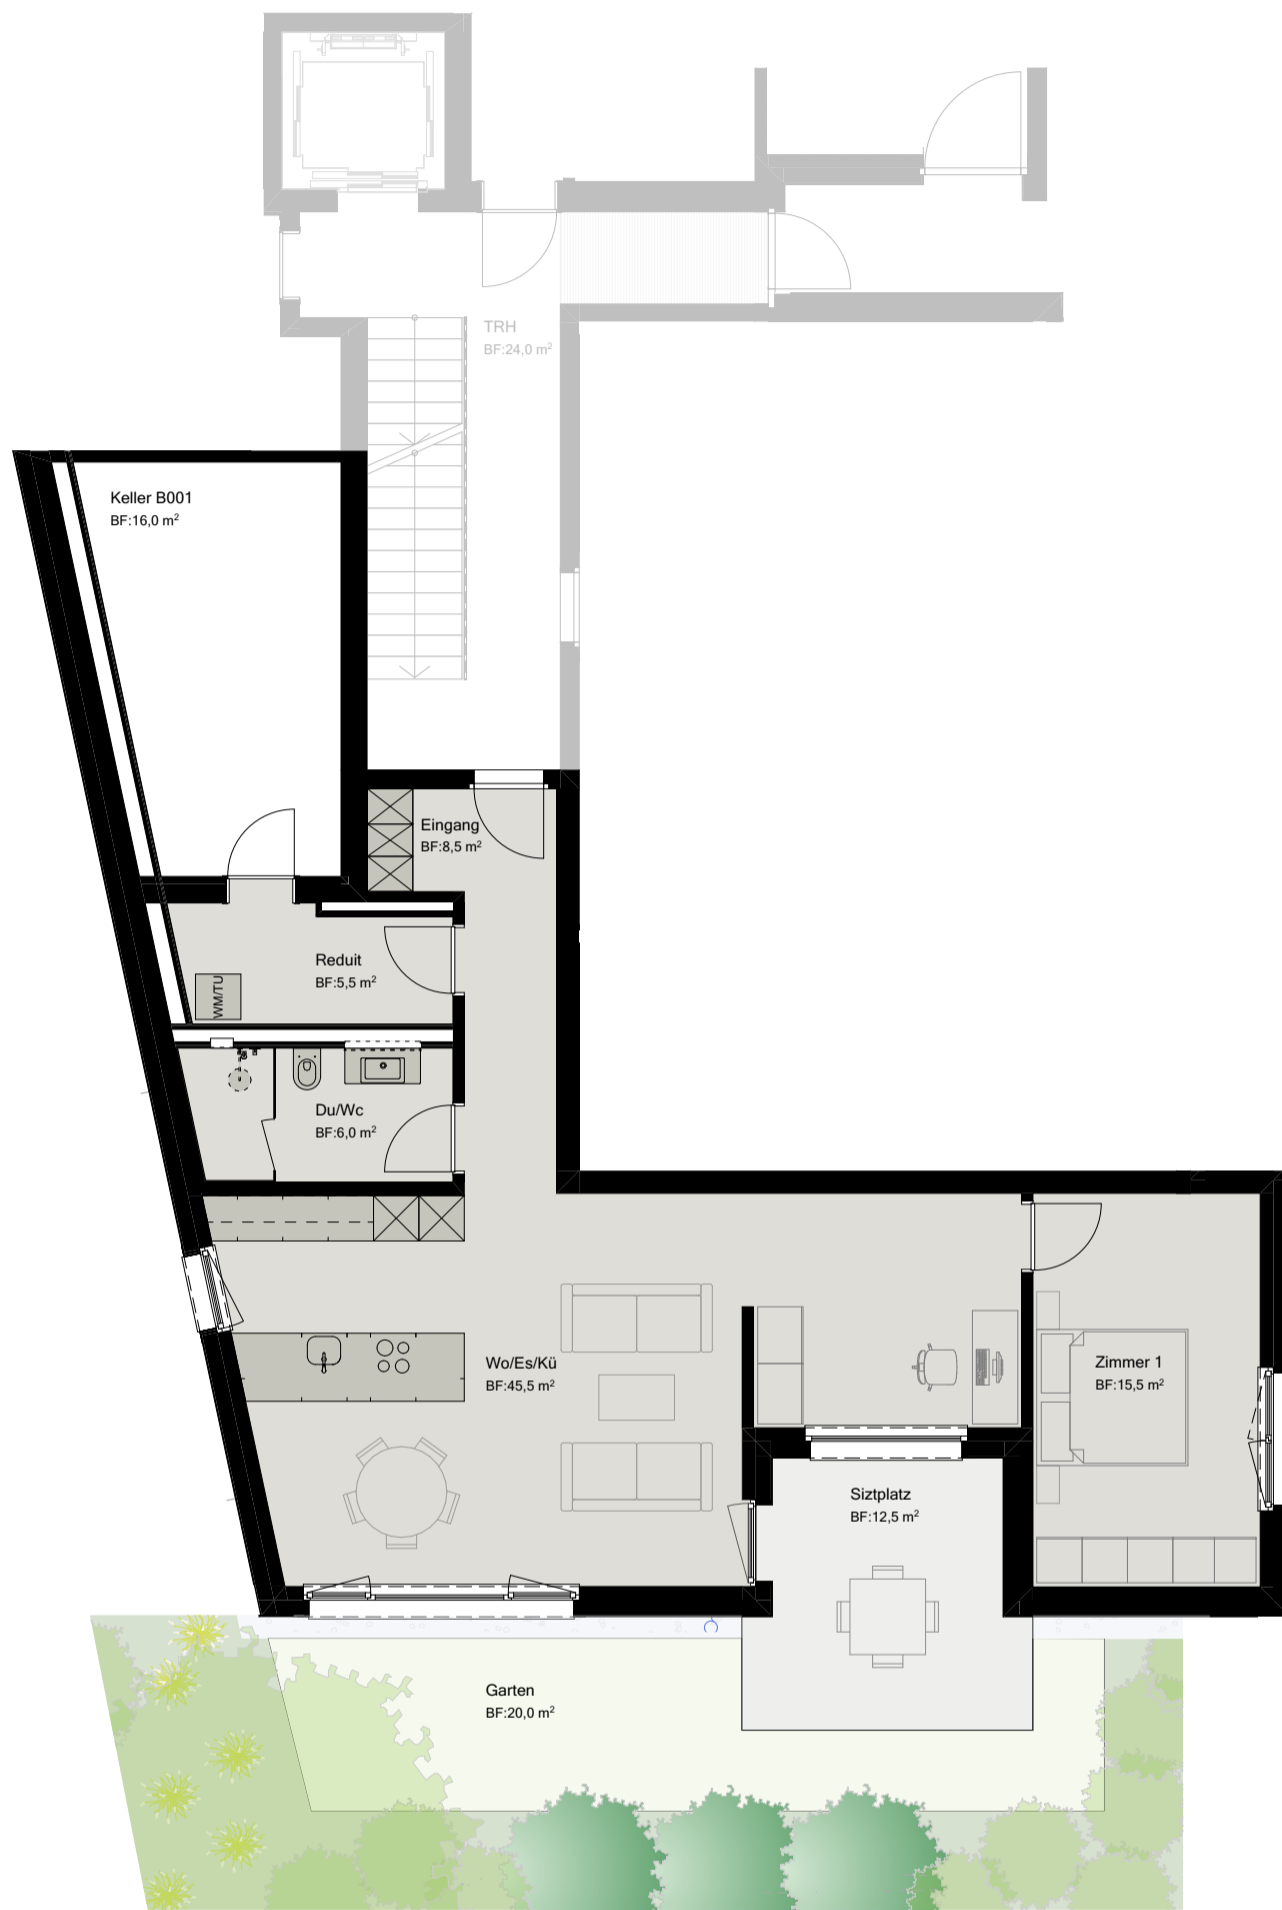 TRH
BF:24,0 m²
Keller B001
BF:16,0 m²
Eingang
BF:8,5 m²
Reduit
BF:5,5 m²
WM/TU
Du/Wc
BF:6,0 m²
Wo/Es/Kü
BF:45,5 m²
Zimmer 1
BF:15,5 m²
Siztplatz
BF:12,5 m²
Garten
BF:20,0 m²